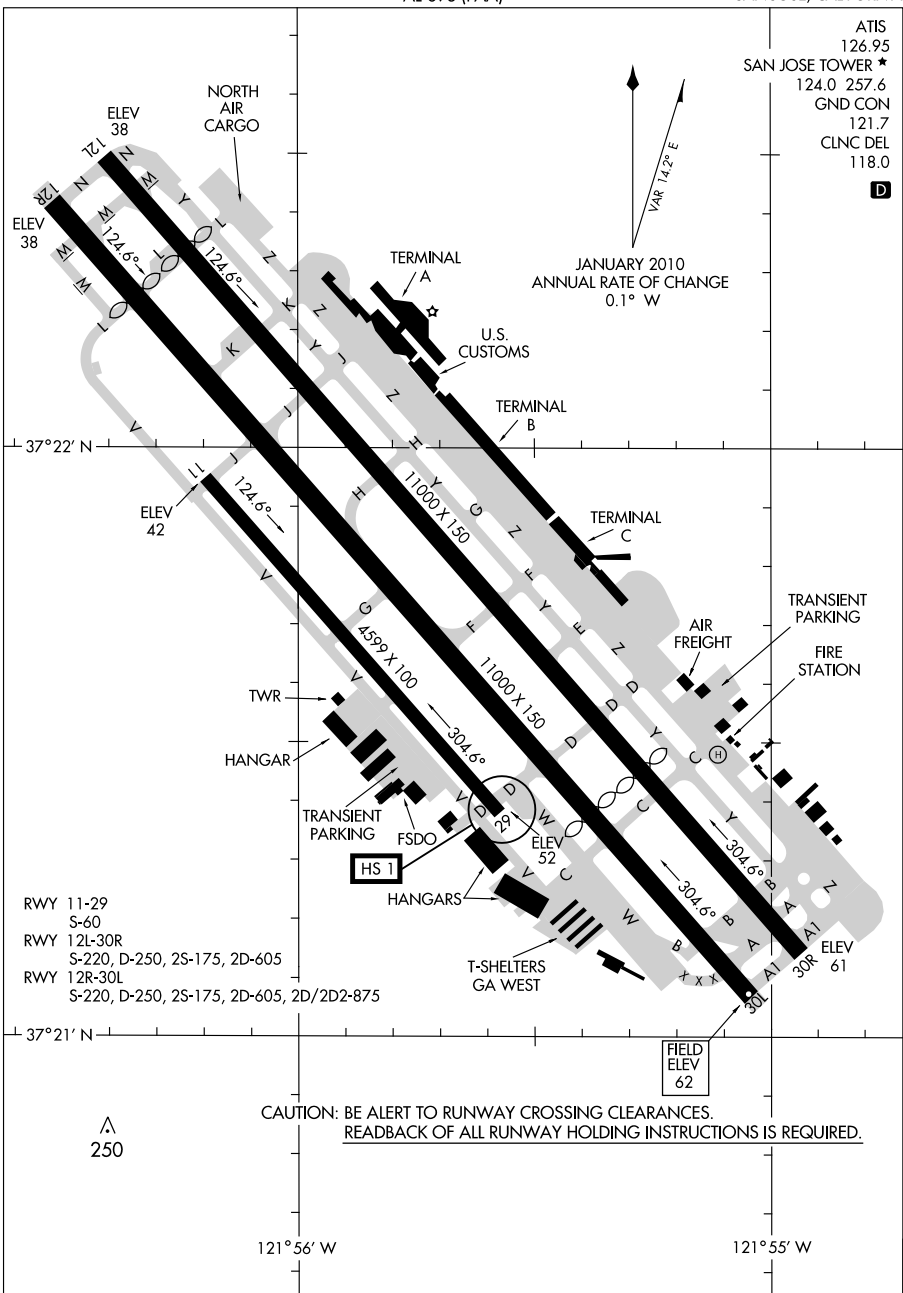 ATIS
126.95
SAN JOSE TOWER ★
124.0 257.6
GND CON
121.7
CLNC DEL
118.0
D
NORTH
AIR
CARGO
ELEV
38
12L
12R
ELEV
38
VAR 14.2° E
JANUARY 2010
ANNUAL RATE OF CHANGE
0.1° W
N
N
W
W
W
W
Y
L
L
L
Z
124.6°
124.6°
TERMINAL
A
U.S.
CUSTOMS
K
Z
Y
J
K
Z
J
J
V
TERMINAL
B
37°22' N
H
Y
H
11
124.6°
ELEV
42
11000 X 150
G
Z
TERMINAL
C
V
G
F
F
Y
E
Z
4599 X 100
11000 X 150
AIR
FREIGHT
TRANSIENT
PARKING
FIRE
STATION
V
TWR
HANGAR
304.6°
D
D
D
Y
C
H
TRANSIENT
PARKING
FSDO
V
D
D
29
W
C
Y
ELEV
52
HS 1
HANGARS
V
C
304.6°
304.6°
B
B
Z
A
A
A1
W
B
X X X
A1
30R
ELEV
61
30L
T-SHELTERS
GA WEST
RWY 11-29
S-60
RWY 12L-30R
S-220, D-250, 2S-175, 2D-605
RWY 12R-30L
S-220, D-250, 2S-175, 2D-605, 2D/2D2-875
37°21' N
FIELD
ELEV
62
CAUTION: BE ALERT TO RUNWAY CROSSING CLEARANCES.
READBACK OF ALL RUNWAY HOLDING INSTRUCTIONS IS REQUIRED.
250
121°56' W
121°55' W